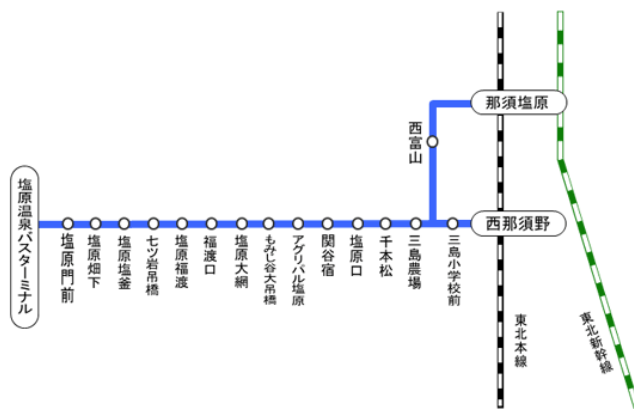 那須塩原
西富山
塩原温泉バスターミナル
塩原門前
塩原畑下
塩原塩釜
七ツ岩吊橋
塩原福渡
福渡口
塩原大網
もみじ谷大吊橋
アグリパル塩原
関谷宿
塩原口
千本松
三島農場
三島小学校前
西那須野
東北本線
東北新幹線